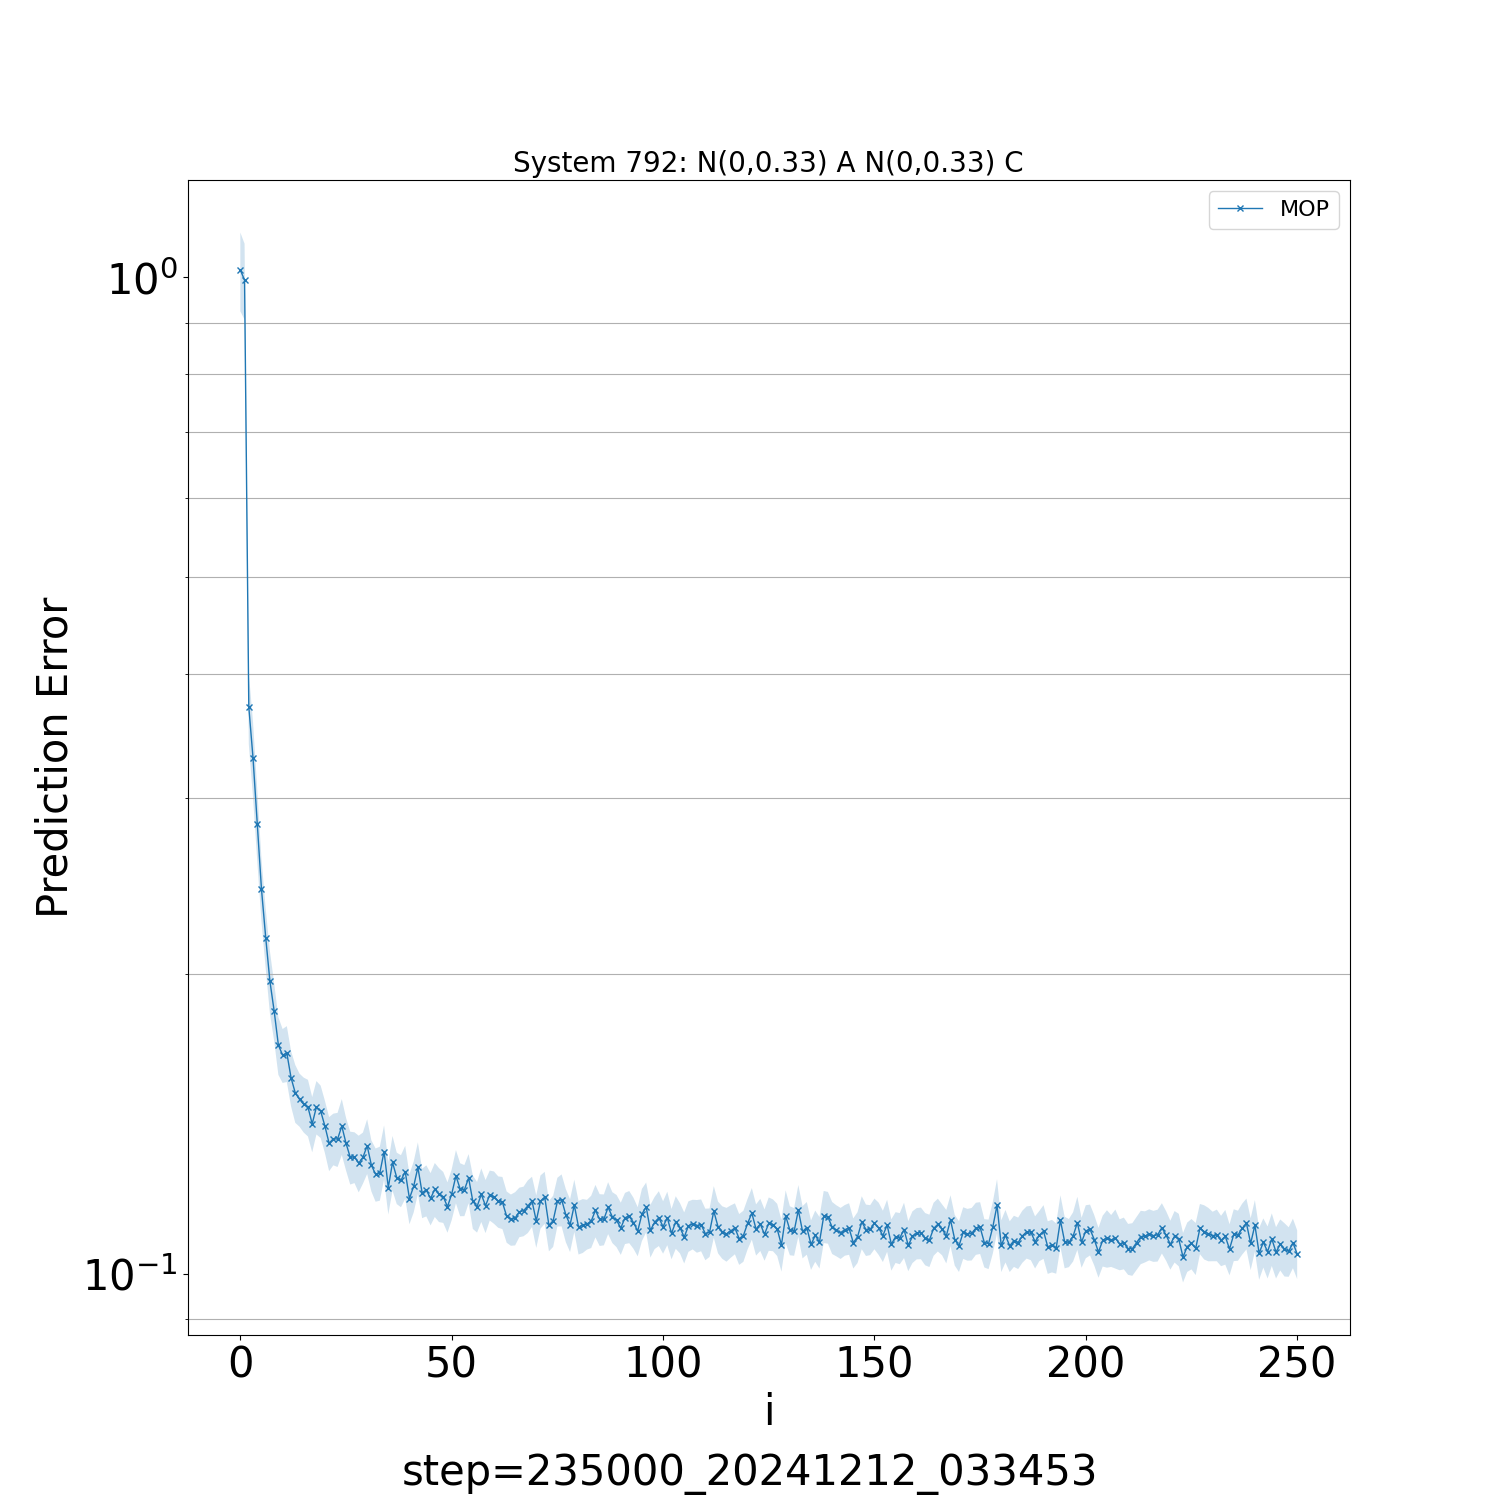 System 792: N(0,0.33) A N(0,0.33) C
MOP
10⁰
10⁻¹
Prediction Error
0 50 100 150 200 250
i
step=235000_20241212_033453